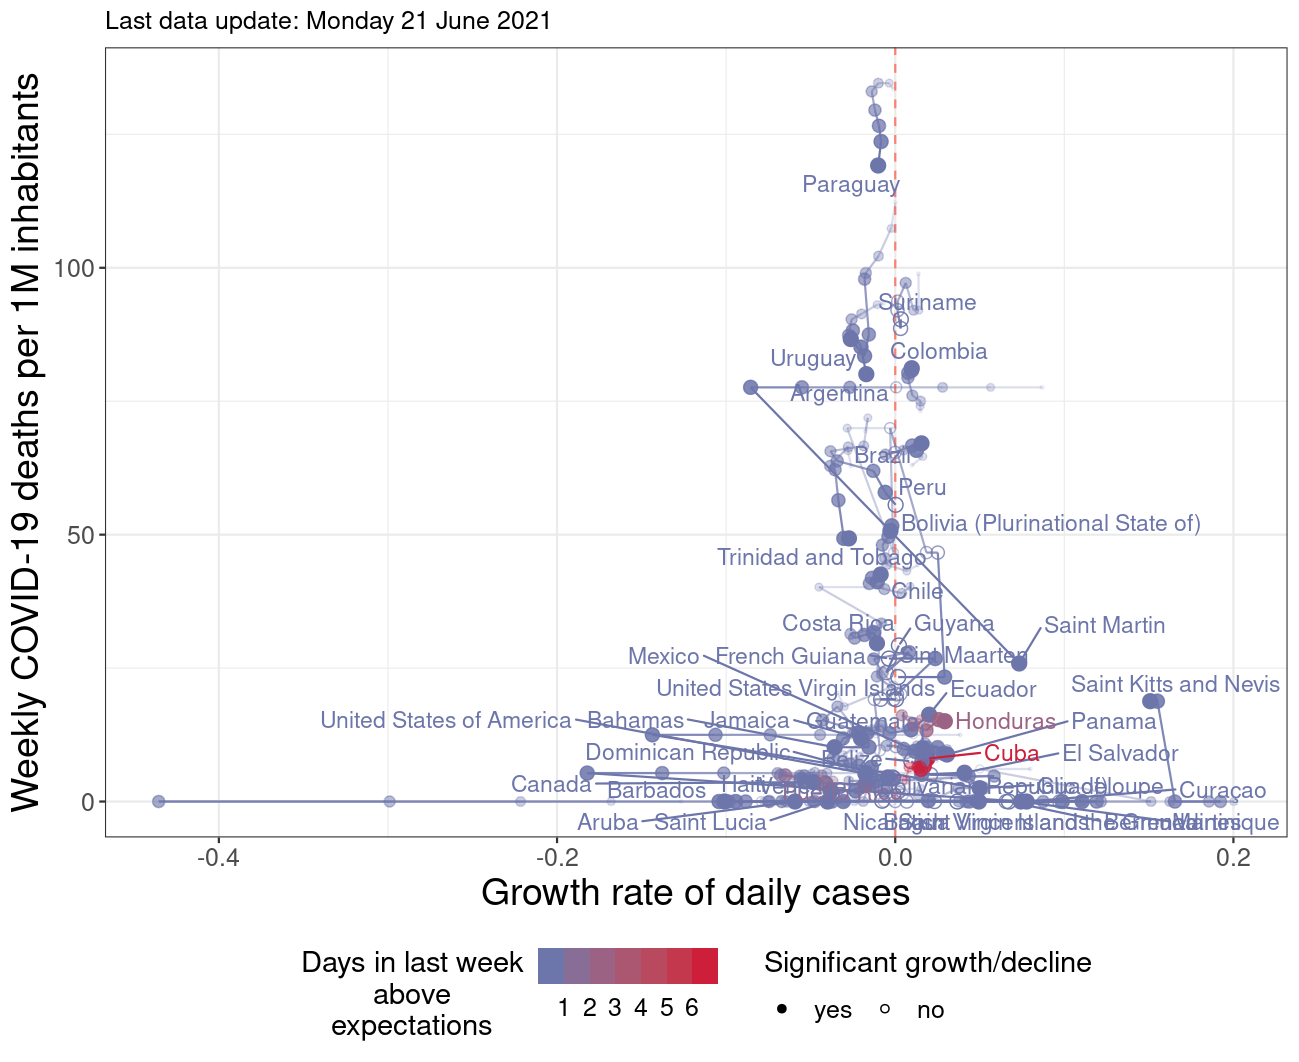 Last data update: Monday 21 June 2021
Weekly COVID-19 deaths per 1M inhabitants
100
50
0
Paraguay
Suriname
Colombia
Uruguay
Argentina
Brazil
Peru
Bolivia (Plurinational State of)
Trinidad and Tobago
Chile
Costa Rica
Guyana
Saint Martin
Mexico
French Guiana
Sint Maarten
United States Virgin Islands
Ecuador
Saint Kitts and Nevis
United States of America
Bahamas
Jamaica
Guatemala
Honduras
Panama
Dominican Republic
Belize
Cuba
El Salvador
Canada
Barbados
Haiti
Guadeloupe
Curaçao
Aruba
Saint Lucia
Martinique
-0.4
-0.2
0.0
0.2
Growth rate of daily cases
Days in last week
above
expectations
1 2 3 4 5 6
Significant growth/decline
yes
no